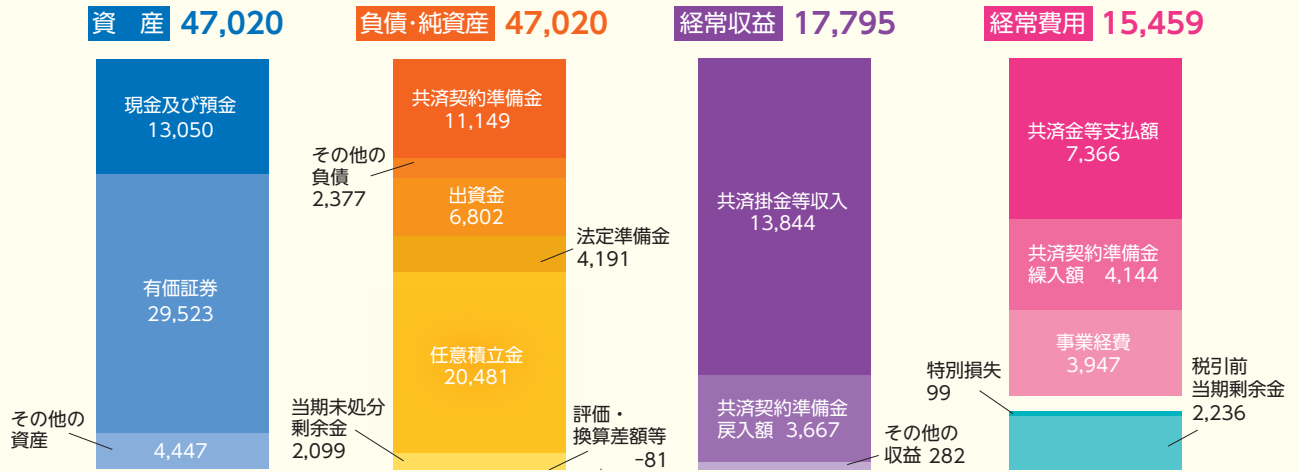 資 産 47,020
現金及び預金
13,050
有価証券
29,523
その他の
資産
4,447
負債・純資産 47,020
共済契約準備金
11,149
その他の
負債
2,377
出資金
6,802
法定準備金
4,191
任意積立金
20,481
当期未処分
剰余金
2,099
評価・
換算差額等
-81
経常収益 17,795
共済掛金等収入
13,844
共済契約準備金
戻入額 3,667
その他の
収益 282
経常費用 15,459
共済金等支払額
7,366
共済契約準備金
繰入額 4,144
事業経費
3,947
特別損失
99
税引前
当期剰余金
2,236